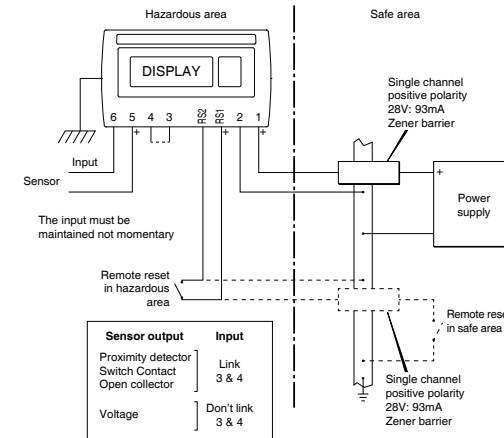 Hazardous area
Safe area
DISPLAY
6 5 4 3 RS2 RS1 2 1
+ + +
Single channel
positive polarity
28V: 93mA
Zener barrier
Input
Sensor
+
Power
supply
The input must be
maintained not momentary
Remote reset
in hazardous
area
Remote rese
in safe area
Sensor output Input
Proximity detector
Switch Contact
Open collector
Link
3 & 4
Voltage
Don't link
3 & 4
Single channel
positive polarity
28V: 93mA
Zener barrier